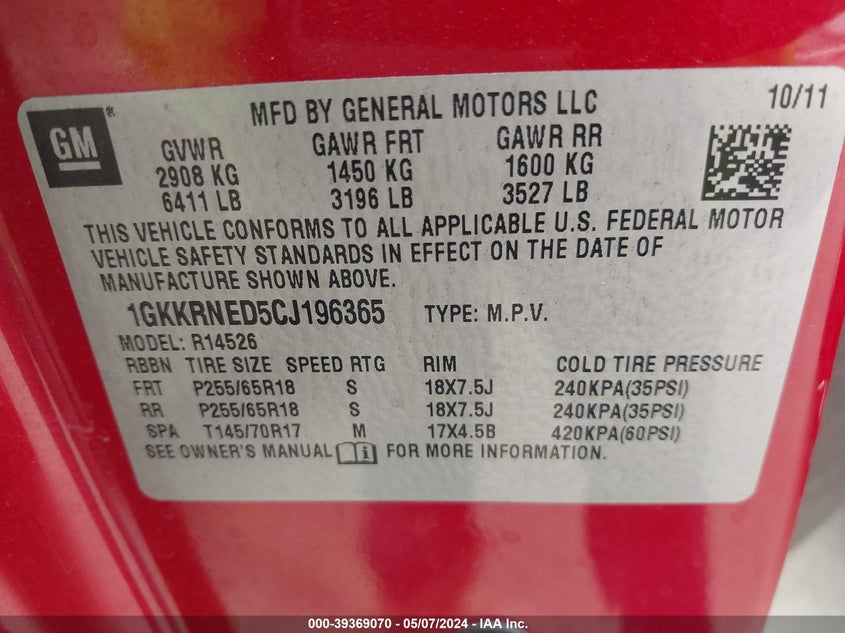 GM ®
MFD BY GENERAL MOTORS LLC 10/11
GVWR GAWR FRT GAWR RR
2908 KG 1450 KG 1600 KG
6411 LB 3196 LB 3527 LB
THIS VEHICLE CONFORMS TO ALL APPLICABLE U.S. FEDERAL MOTOR
VEHICLE SAFETY STANDARDS IN EFFECT ON THE DATE OF
MANUFACTURE SHOWN ABOVE.
1GKKRNED5CJ196365 TYPE: M.P.V.
MODEL: R14526
RBBN TIRE SIZE SPEED RTG RIM COLD TIRE PRESSURE
FRT P255/65R18 S 18X7.5J 240KPA(35PSI)
RR P255/65R18 S 18X7.5J 240KPA(35PSI)
SPA T145/70R17 M 17X4.5B 420KPA(60PSI)
SEE OWNER'S MANUAL FOR MORE INFORMATION.
000-39369070 - 05/07/2024 - IAA Inc.